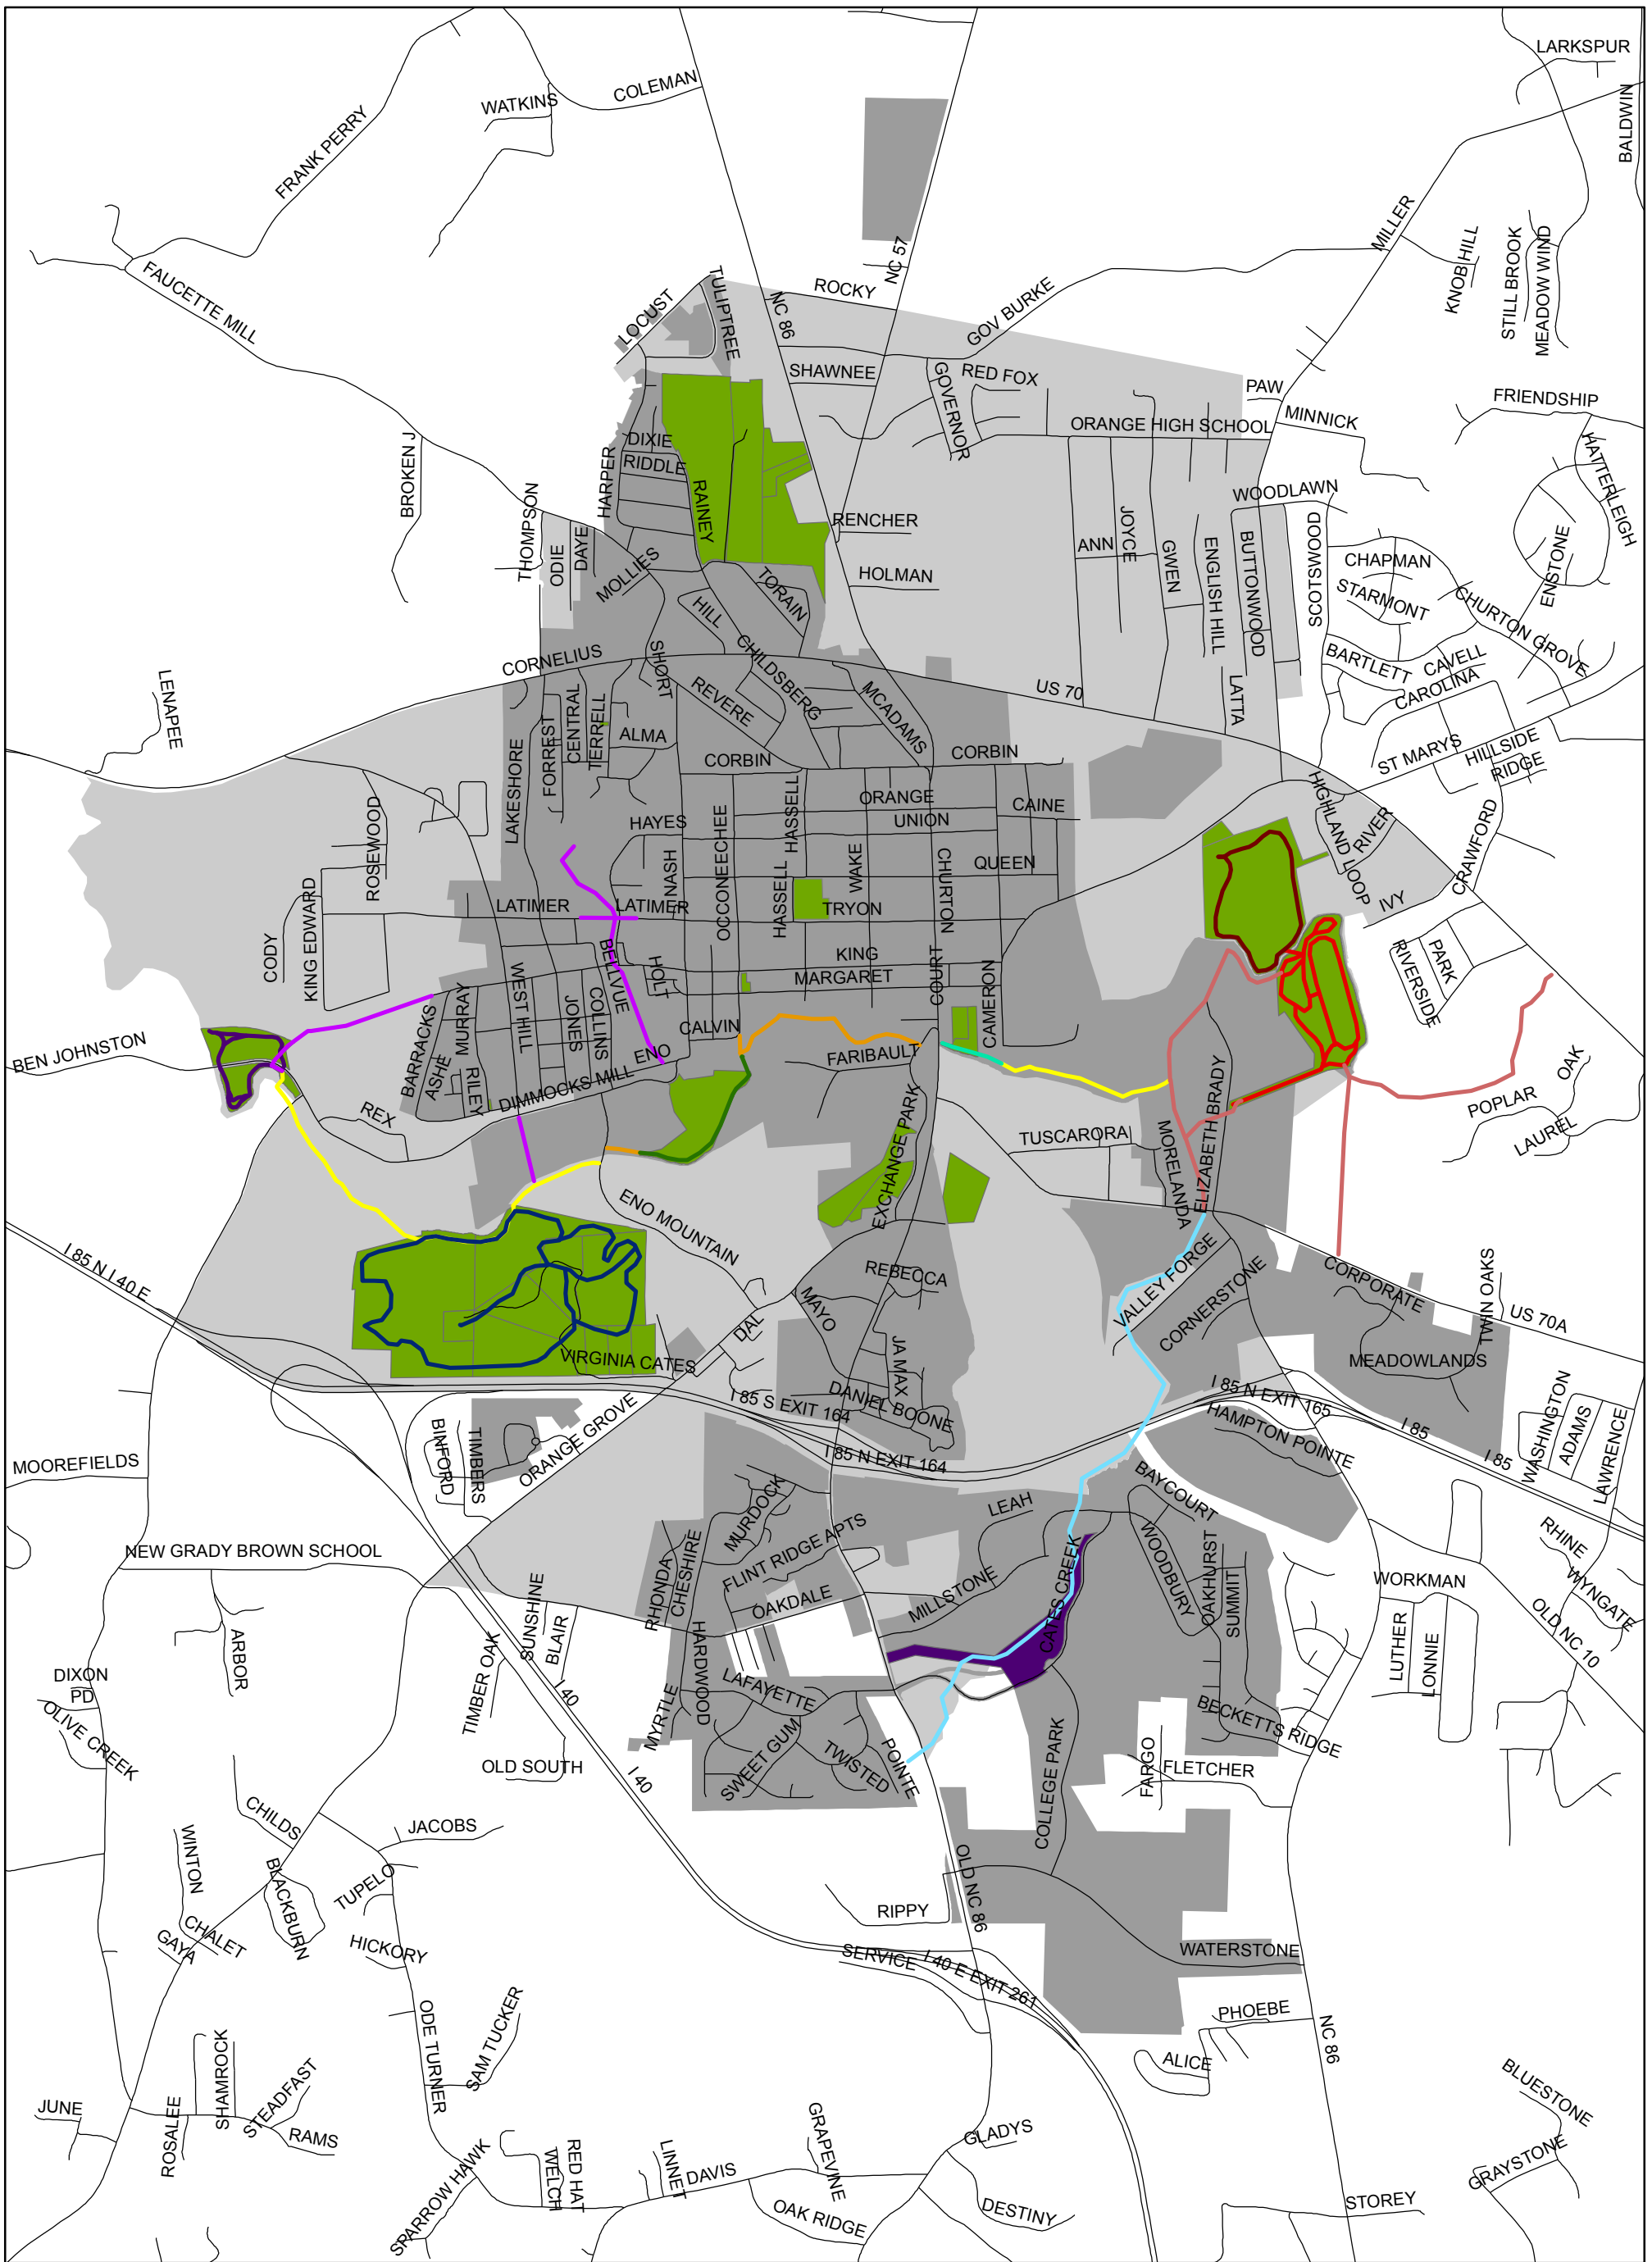 LARKSPUR
COLEMAN
WATKINS
BALDWIN
FRANK PERRY
MILLER
KNOB HILL
STILL BROOK
MEADOW WIND
NC 57
FAUCETTE MILL
TULIPTREE
LOCUST
NC 86
ROCKY
GOV BURKE
SHAWNEE
GOVERNOR
RED FOX
PAW
MINNICK
FRIENDSHIP
ORANGE HIGH SCHOOL
HATTERLEIGH
BROKEN J
HARPER
DIXIE
RIDDLE
RAINEY
THOMPSON
ODIE
DAYE
MOLLIES
RENCHER
HOLMAN
WOODLAWN
ANN
JOYCE
GWEN
ENGLISH HILL
BUTTONWOOD
SCOTSWOOD
CHAPMAN
STARMONT
ENSTONE
CHURTON GROVE
TORAIN
HILL
CHILDSBERG
CORNELIUS
SHORT
REVERE
MCADAMS
US 70
LATTA
BARTLETT
CAVELL
CAROLINA
LENAPEE
LAKESHORE
FORREST
CENTRAL
TERRELL
ALMA
CORBIN
CORBIN
ST MARYS
HILLSIDE
RIDGE
HIGHLAND LOOP
RIVER
CRAWFORD
IVY
ROSEWOOD
HAYES
NASH
OCCONEECHEE
HASSELL
HASSELL
ORANGE
UNION
CAINE
WAKE
CHURTON
QUEEN
KING EDWARD
CODY
LATIMER
LATIMER
TRYON
KING
MARGARET
COURT
CAMERON
RIVERSIDE
PARK
BELLVUE
HOLT
WEST HILL
JONES
COLLINS
CALVIN
ENO
BARRACKS
ASHE
MURRAY
RILEY
DIMMOCKS MILL
BEN JOHNSTON
REX
FARIBAULT
EXCHANGE PARK
TUSCARORA
MORELANDA
ELIZABETH BRADY
POPLAR
OAK
LAUREL
ENO MOUNTAIN
I 85 N I 40 E
REBECCA
VALLEY FORGE
CORNERSTONE
CORPORATE
TWIN OAKS
US 70A
MEADOWLANDS
MAYO
DAL
JA MAX
VIRGINIA CATES
DANIEL BOONE
I 85 S EXIT 164
I 85 N EXIT 164
I 85 N EXIT 165
I 85
I 85
HAMPTON POINTE
WASHINGTON
ADAMS
LAWRENCE
MOOREFIELDS
BINFORD
TIMBERS
ORANGE GROVE
BAYCOURT
LEAH
MURDOCK
NEW GRADY BROWN SCHOOL
RHONDA
CHESHIRE
FLINT RIDGE APTS
OAKDALE
MILLSTONE
CATES CREEK
WOODBURY
OAKHURST
SUMMIT
RHINE
WYNGATE
WORKMAN
OLD NC 10
LUTHER
LONNIE
SUNSHINE
BLAIR
TIMBER OAK
ARBOR
DIXON
PD
OLIVE CREEK
HARDWOOD
LAFAYETTE
MYRTLE
SWEET GUM
TWISTED
POINTE
I 40
I 40
OLD SOUTH
BECKETTS RIDGE
FARGO
FLETCHER
COLLEGE PARK
CHILDS
JACOBS
WINTON
BLACKBURN
TUPELO
CHALET
GAYA
HICKORY
RIPPY
OLD NC 86
WATERSTONE
SERVICE
I 40 E EXIT 261
ODE TURNER
SAM TUCKER
PHOEBE
ALICE
NC 86
BLUESTONE
GRAYSTONE
JUNE
ROSALEE
SHAMROCK
STEADFAST
RAMS
SPARROW HAWK
WELCH
RED HAT
LINNET
DAVIS
GRAPEVINE
OAK RIDGE
GLADYS
DESTINY
STOREY